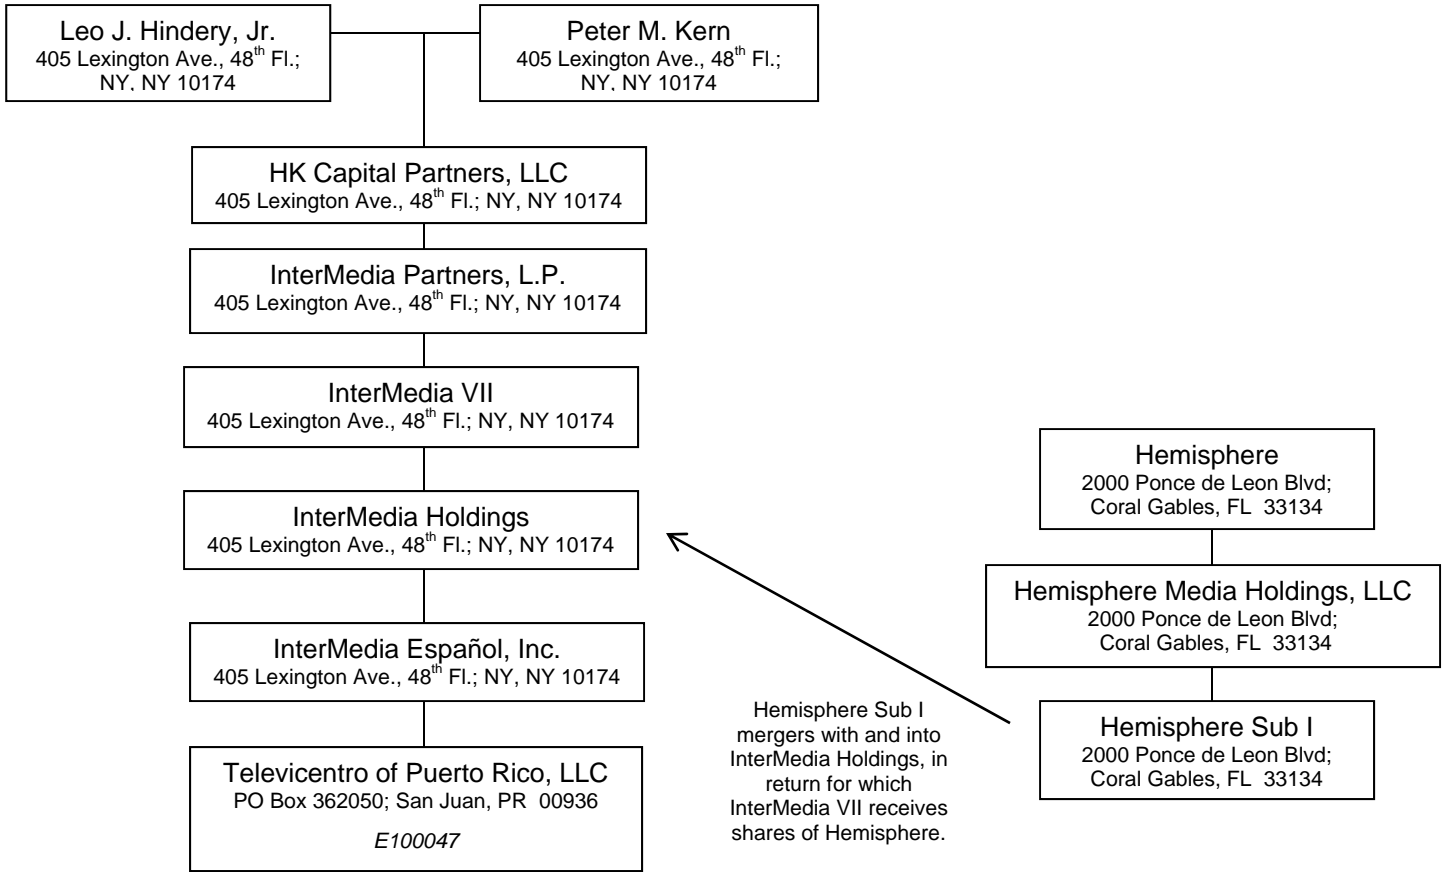 Leo J. Hindery, Jr.
405 Lexington Ave., 48th Fl.;
NY, NY 10174
Peter M. Kern
405 Lexington Ave., 48th Fl.;
NY, NY 10174
HK Capital Partners, LLC
405 Lexington Ave., 48th Fl.; NY, NY 10174
InterMedia Partners, L.P.
405 Lexington Ave., 48th Fl.; NY, NY 10174
InterMedia VII
405 Lexington Ave., 48th Fl.; NY, NY 10174
InterMedia Holdings
405 Lexington Ave., 48th Fl.; NY, NY 10174
InterMedia Español, Inc.
405 Lexington Ave., 48th Fl.; NY, NY 10174
Televicentro of Puerto Rico, LLC
PO Box 362050; San Juan, PR 00936
E100047
Hemisphere
2000 Ponce de Leon Blvd;
Coral Gables, FL 33134
Hemisphere Media Holdings, LLC
2000 Ponce de Leon Blvd;
Coral Gables, FL 33134
Hemisphere Sub I
2000 Ponce de Leon Blvd;
Coral Gables, FL 33134
Hemisphere Sub I
mergers with and into
InterMedia Holdings, in
return for which
InterMedia VII receives
shares of Hemisphere.